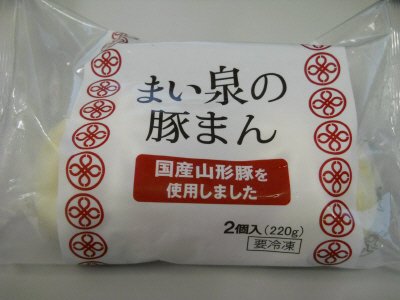 まい泉の
豚まん
国産山形豚を
使用しました
2個入(220g)
要冷凍